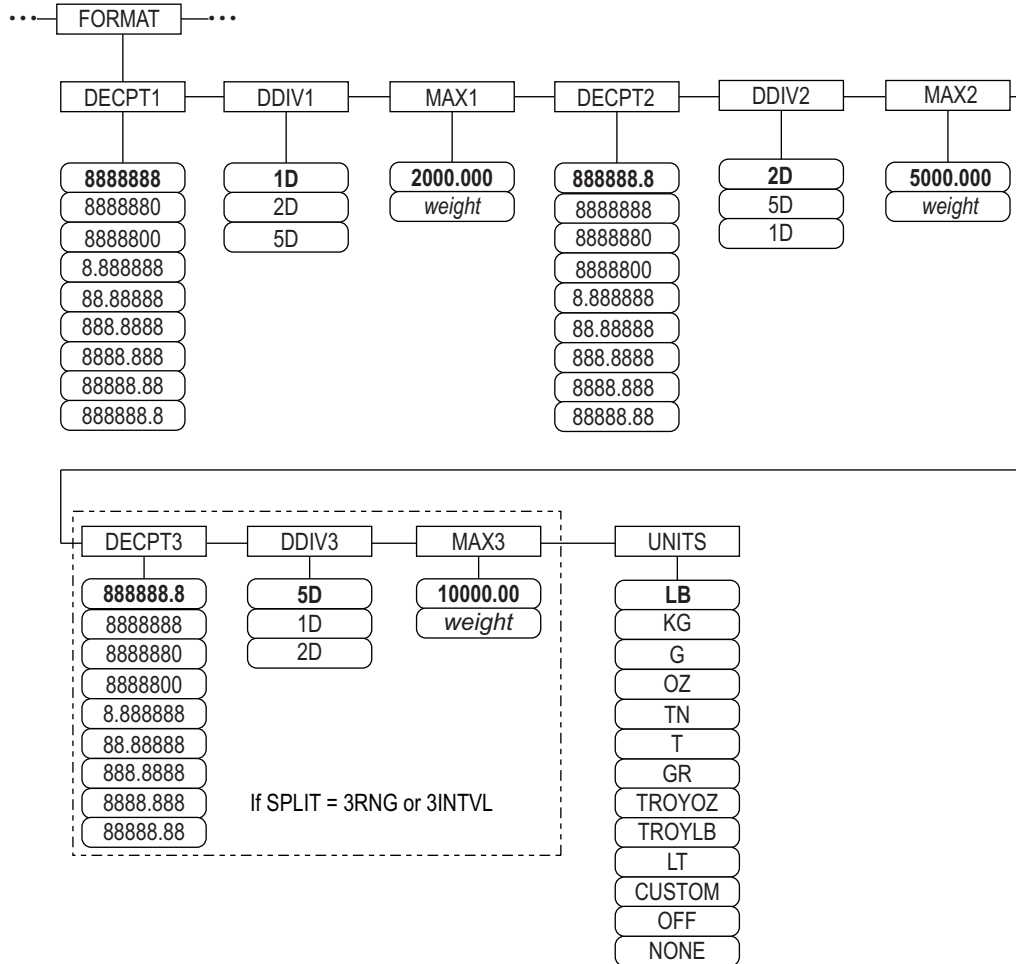 ••• FORMAT •••
DECPT1 DDIV1 MAX1 DECPT2 DDIV2 MAX2
8888888 1D 2000.000 888888.8 2D 5000.000
8888880 2D weight 8888888 5D weight
8888800 5D 8888880 1D
8.888888 8888800
88.88888 8.888888
888.8888 88.88888
8888.888 888.8888
88888.88 8888.888
888888.8 88888.88
DECPT3 DDIV3 MAX3 UNITS
888888.8 5D 10000.00 LB
8888888 1D weight KG
8888880 2D G
8888800 OZ
8.888888 TN
88.88888 T
888.8888 GR
8888.888 If SPLIT = 3RNG or 3INTVL TROYOZ
88888.88 TROYLB
LT
CUSTOM
OFF
NONE